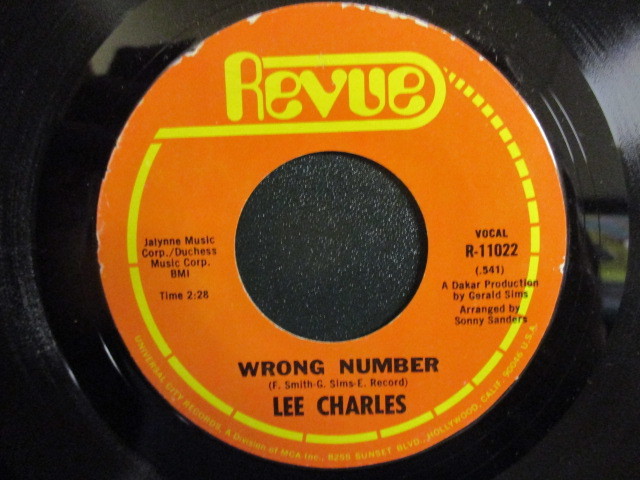 Revue
Jalynne Music
Corp./Duchess
Music Corp.
BMI
Time 2:28
VOCAL
R-11022
(.541)
A Dakar Production
by Gerald Sims
Arranged by
Sonny Sanders
WRONG NUMBER
(F. Smith-G. Sims-E. Record)
LEE CHARLES
UNIVERSAL CITY RECORDS, A Division of MCA Inc., 8255 SUNSET BLVD., HOLLYWOOD, CALIF. 90046 U.S.A.